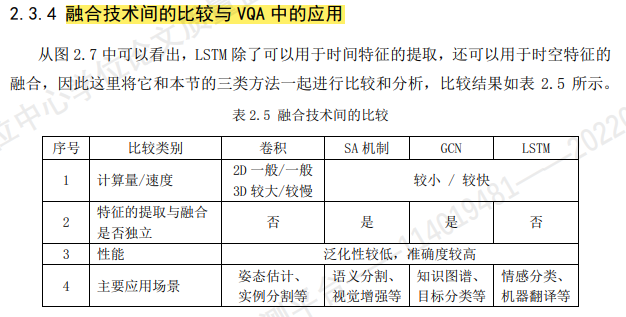 2.3.4 融合技术间的比较与 VQA 中的应用
从图 2.7 中可以看出，LSTM 除了可以用于时间特征的提取，还可以用于时空特征的
融合，因此这里将它和本节的三类方法一起进行比较和分析，比较结果如表 2.5 所示。
表 2.5 融合技术间的比较
序号 比较类别 卷积 SA 机制 GCN LSTM
1 计算量/速度 2D 一般/一般 较小 / 较快
3D 较大/较慢
2 特征的提取与融合 否 是 是 否
是否独立
3 性能 泛化性较低，准确度较高
4 主要应用场景 姿态估计、 语义分割、 知识图谱、 情感分类、
实例分割等 视觉增强等 目标分类等 机器翻译等